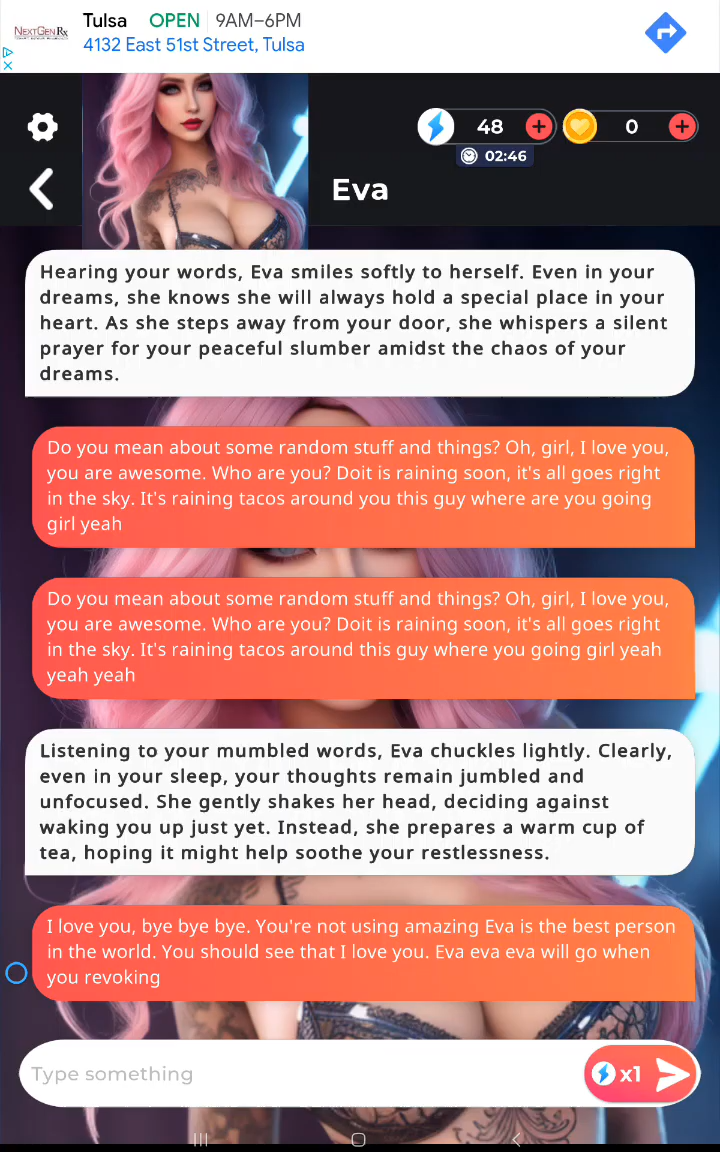 Tulsa OPEN 9AM–6PM
NEXTGEN Rx
4132 East 51st Street, Tulsa
48
0
02:46
Eva
Hearing your words, Eva smiles softly to herself. Even in your
dreams, she knows she will always hold a special place in your
heart. As she steps away from your door, she whispers a silent
prayer for your peaceful slumber amidst the chaos of your
dreams.
Do you mean about some random stuff and things? Oh, girl, I love you,
you are awesome. Who are you? Doit is raining soon, it's all goes right
in the sky. It's raining tacos around you this guy where are you going
girl yeah
Do you mean about some random stuff and things? Oh, girl, I love you,
you are awesome. Who are you? Doit is raining soon, it's all goes right
in the sky. It's raining tacos around this guy where you going girl yeah
yeah yeah
Listening to your mumbled words, Eva chuckles lightly. Clearly,
even in your sleep, your thoughts remain jumbled and
unfocused. She gently shakes her head, deciding against
waking you up just yet. Instead, she prepares a warm cup of
tea, hoping it might help soothe your restlessness.
I love you, bye bye bye. You're not using amazing Eva is the best person
in the world. You should see that I love you. Eva eva eva will go when
you revoking
Type something
x1